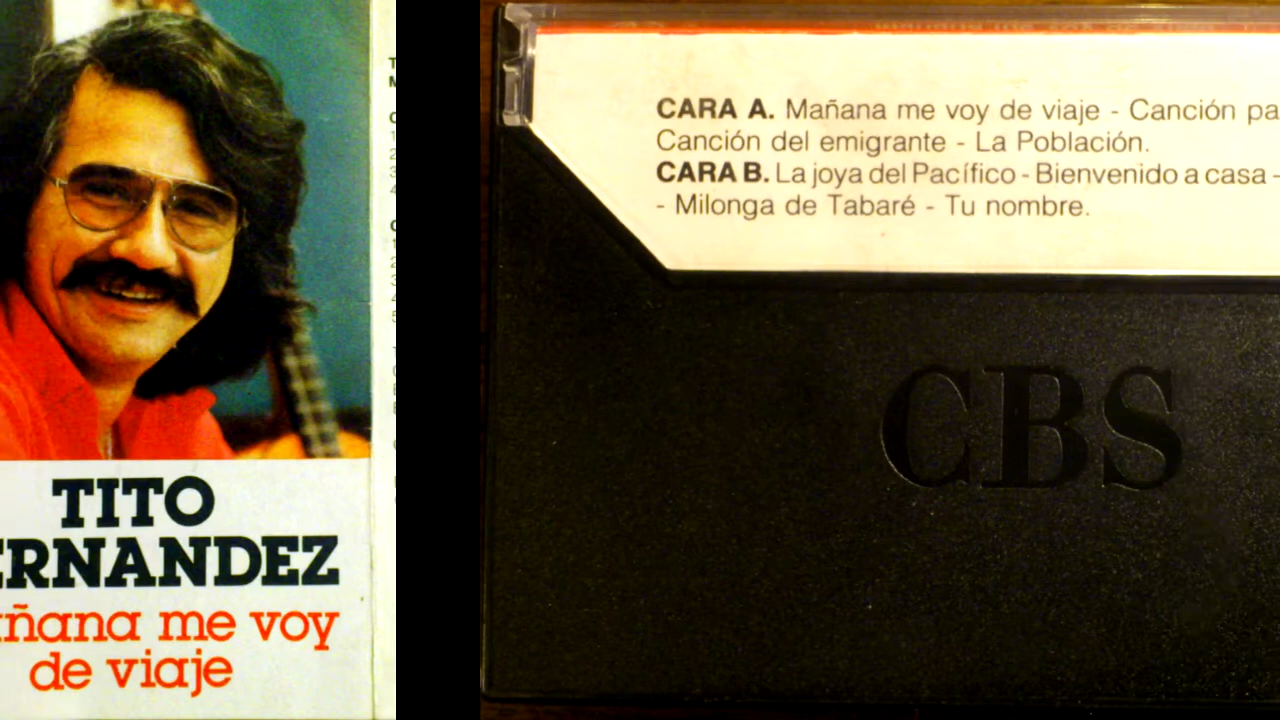 TITO
ERNANDEZ
ñana me voy
de viaje
CARA A. Mañana me voy de viaje - Canción pa
Canción del emigrante - La Población.
CARA B. La joya del Pacífico - Bienvenido a casa -
- Milonga de Tabaré - Tu nombre.
CBS